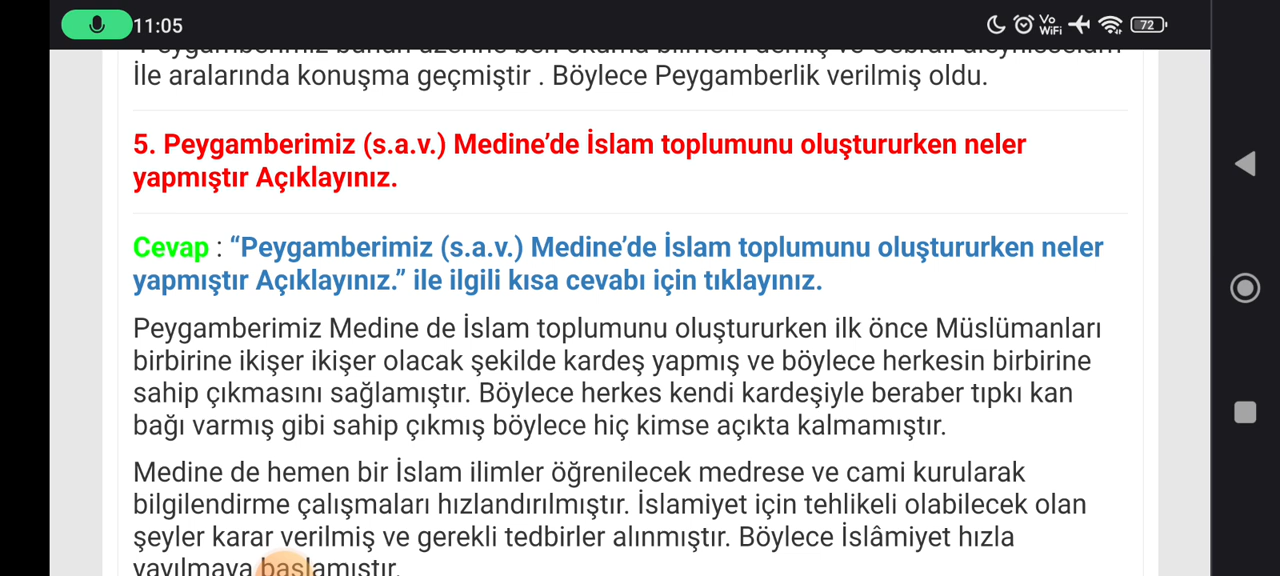 11:05
Vo
WiFi
72
İle aralarında konuşma geçmiştir . Böylece Peygamberlik verilmiş oldu.
5. Peygamberimiz (s.a.v.) Medine’de İslam toplumunu oluştururken neler
yapmıştır Açıklayınız.
Cevap : “Peygamberimiz (s.a.v.) Medine’de İslam toplumunu oluştururken neler
yapmıştır Açıklayınız.” ile ilgili kısa cevabı için tıklayınız.
Peygamberimiz Medine de İslam toplumunu oluştururken ilk önce Müslümanları
birbirine ikişer ikişer olacak şekilde kardeş yapmış ve böylece herkesin birbirine
sahip çıkmasını sağlamıştır. Böylece herkes kendi kardeşiyle beraber tıpkı kan
bağı varmış gibi sahip çıkmış böylece hiç kimse açıkta kalmamıştır.
Medine de hemen bir İslam ilimler öğrenilecek medrese ve cami kurularak
bilgilendirme çalışmaları hızlandırılmıştır. İslamiyet için tehlikeli olabilecek olan
şeyler karar verilmiş ve gerekli tedbirler alınmıştır. Böylece İslâmiyet hızla
yayılmaya başlamıştır.